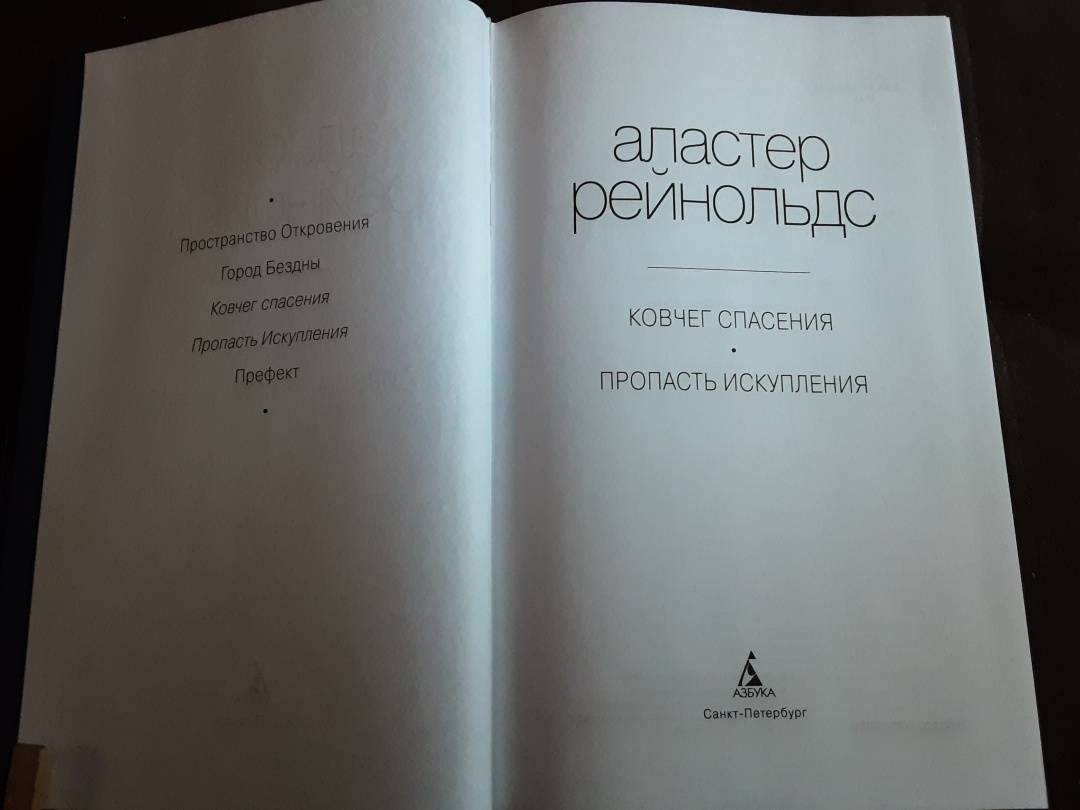 Пространство Откровения
Город Бездны
Ковчег спасения
Пропасть Искупления
Префект
аластер
рейнольдс
КОВЧЕГ СПАСЕНИЯ
ПРОПАСТЬ ИСКУПЛЕНИЯ
АЗБУКА
Санкт-Петербург